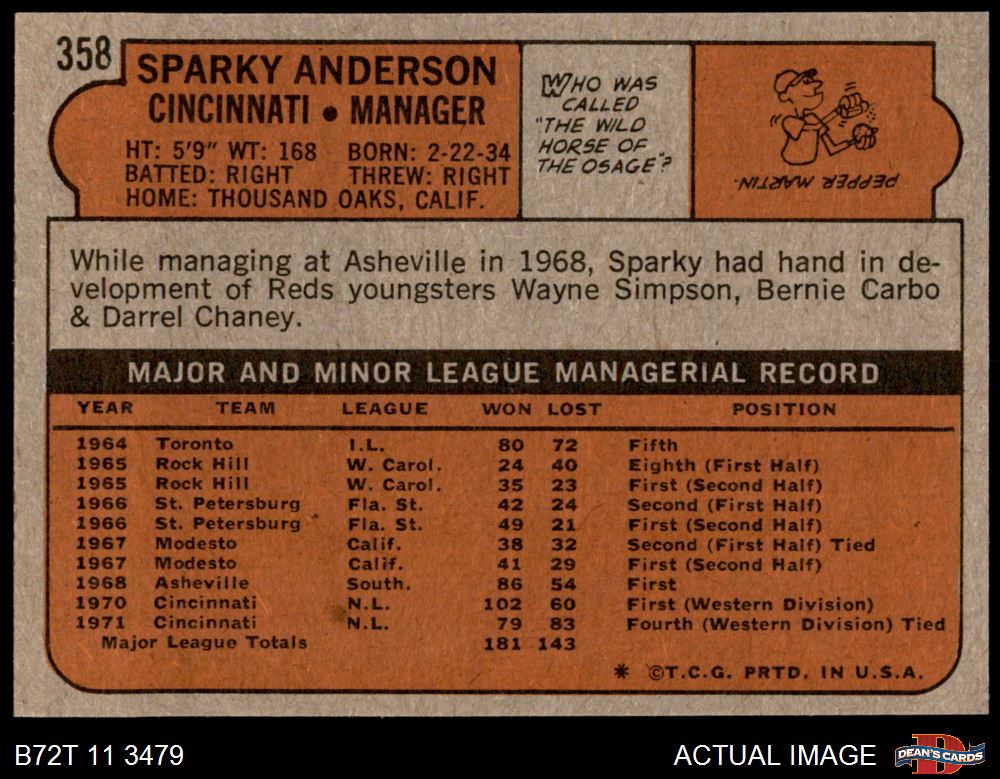 358
SPARKY ANDERSON
CINCINNATI • MANAGER
HT: 5'9" WT: 168 BORN: 2-22-34
BATTED: RIGHT THREW: RIGHT
HOME: THOUSAND OAKS, CALIF.
WHO WAS
CALLED
"THE WILD
HORSE OF
THE OSAGE"?
PEPPER MARTIN.
While managing at Asheville in 1968, Sparky had hand in de-
velopment of Reds youngsters Wayne Simpson, Bernie Carbo
& Darrel Chaney.
MAJOR AND MINOR LEAGUE MANAGERIAL RECORD
YEAR TEAM LEAGUE WON LOST POSITION
1964 Toronto I.L. 80 72 Fifth
1965 Rock Hill W. Carol. 24 40 Eighth (First Half)
1965 Rock Hill W. Carol. 35 23 First (Second Half)
1966 St. Petersburg Fla. St. 42 24 Second (First Half)
1966 St. Petersburg Fla. St. 49 21 First (Second Half)
1967 Modesto Calif. 38 32 Second (First Half) Tied
1967 Modesto Calif. 41 29 First (Second Half)
1968 Asheville South. 86 54 First
1970 Cincinnati N.L. 102 60 First (Western Division)
1971 Cincinnati N.L. 79 83 Fourth (Western Division) Tied
Major League Totals 181 143
* ©T.C.G. PRTD. IN U.S.A.
B72T 11 3479
ACTUAL IMAGE
DEAN'S CARDS